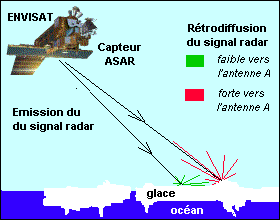 ENVISAT
Capteur
ASAR
Rétrodiffusion
du signal radar
faible vers
l'antenne A
forte vers
l'antenne A
Emission du
du signal radar
glace
océan